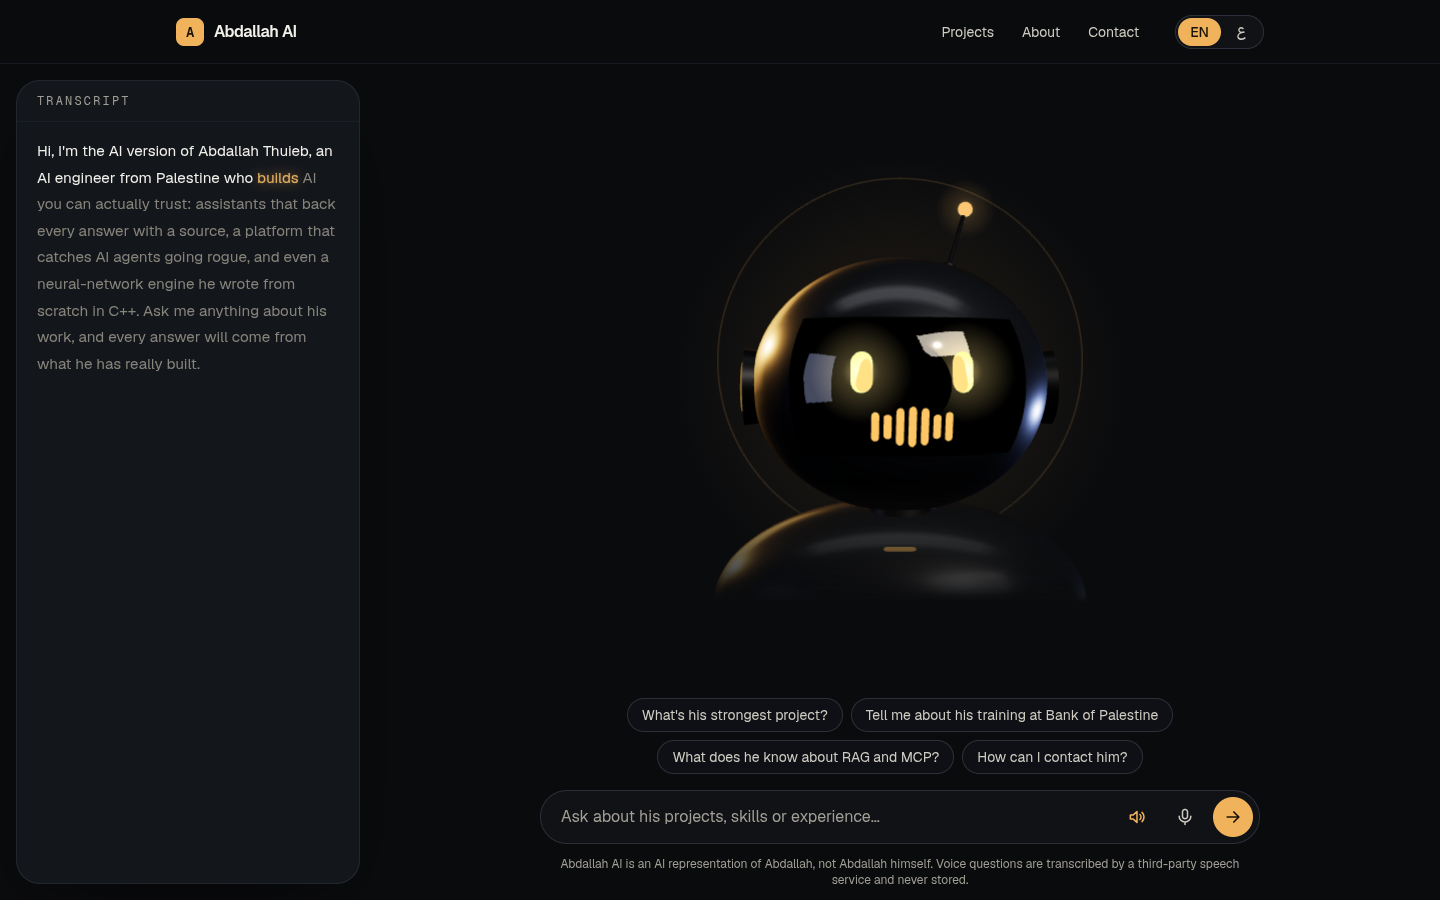 A Abdallah AI
Projects About Contact EN ع
TRANSCRIPT
Hi, I'm the AI version of Abdallah Thuieb, an
AI engineer from Palestine who builds AI
you can actually trust: assistants that back
every answer with a source, a platform that
catches AI agents going rogue, and even a
neural-network engine he wrote from
scratch in C++. Ask me anything about his
work, and every answer will come from
what he has really built.
What's his strongest project?
Tell me about his training at Bank of Palestine
What does he know about RAG and MCP?
How can I contact him?
Ask about his projects, skills or experience...
Abdallah AI is an AI representation of Abdallah, not Abdallah himself. Voice questions are transcribed by a third-party speech
service and never stored.